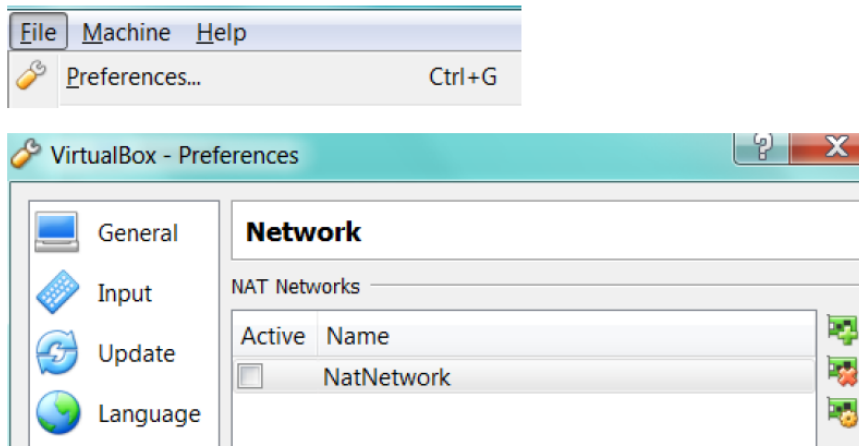 File Machine Help
Preferences... Ctrl+G
VirtualBox - Preferences
General
Network
Input
NAT Networks
Active Name
Update
NatNetwork
Language